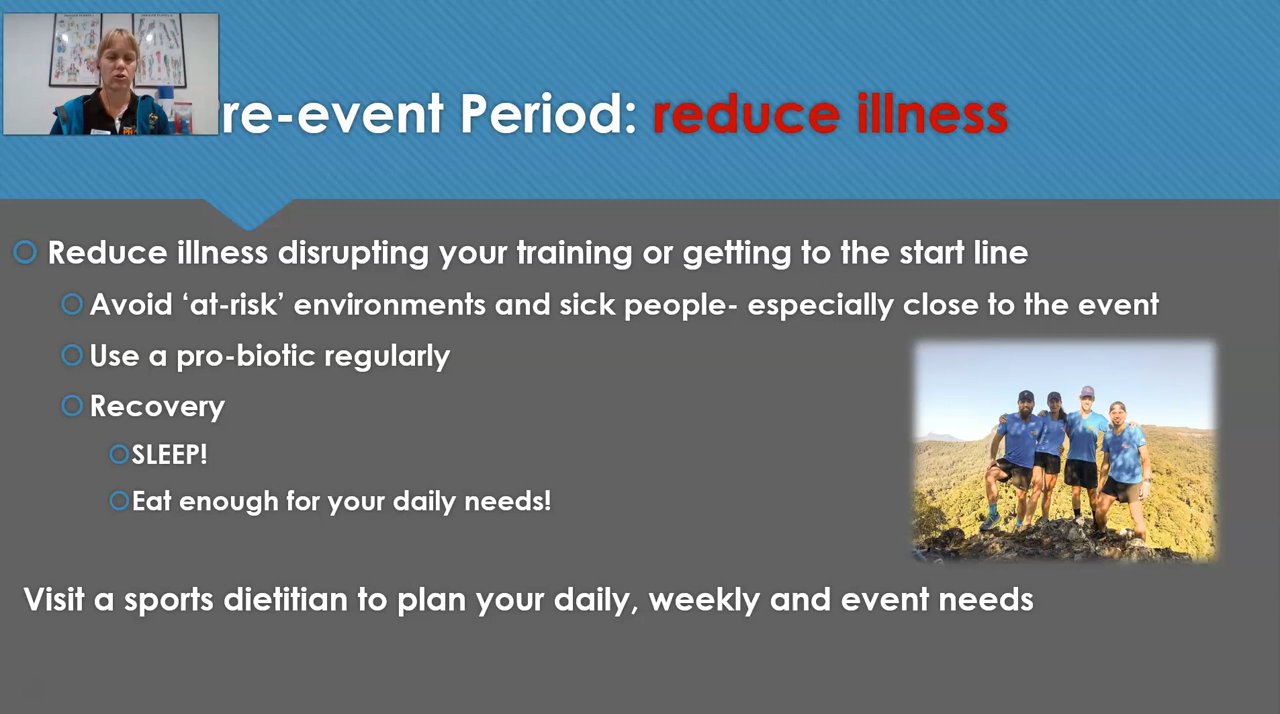 re-event Period: reduce illness
Reduce illness disrupting your training or getting to the start line
Avoid ‘at-risk’ environments and sick people- especially close to the event
Use a pro-biotic regularly
Recovery
SLEEP!
Eat enough for your daily needs!
Visit a sports dietitian to plan your daily, weekly and event needs